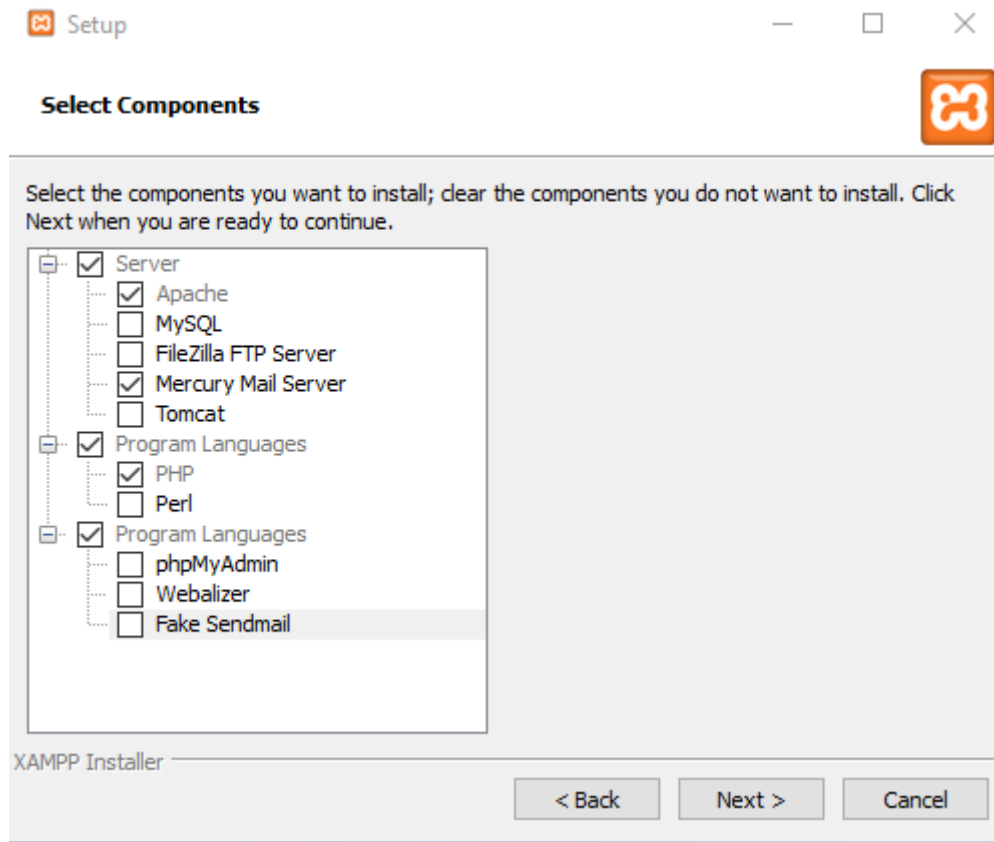 Setup
Select Components
Select the components you want to install; clear the components you do not want to install. Click
Next when you are ready to continue.
Server
Apache
MySQL
FileZilla FTP Server
Mercury Mail Server
Tomcat
Program Languages
PHP
Perl
Program Languages
phpMyAdmin
Webalizer
Fake Sendmail
XAMPP Installer
< Back
Next >
Cancel